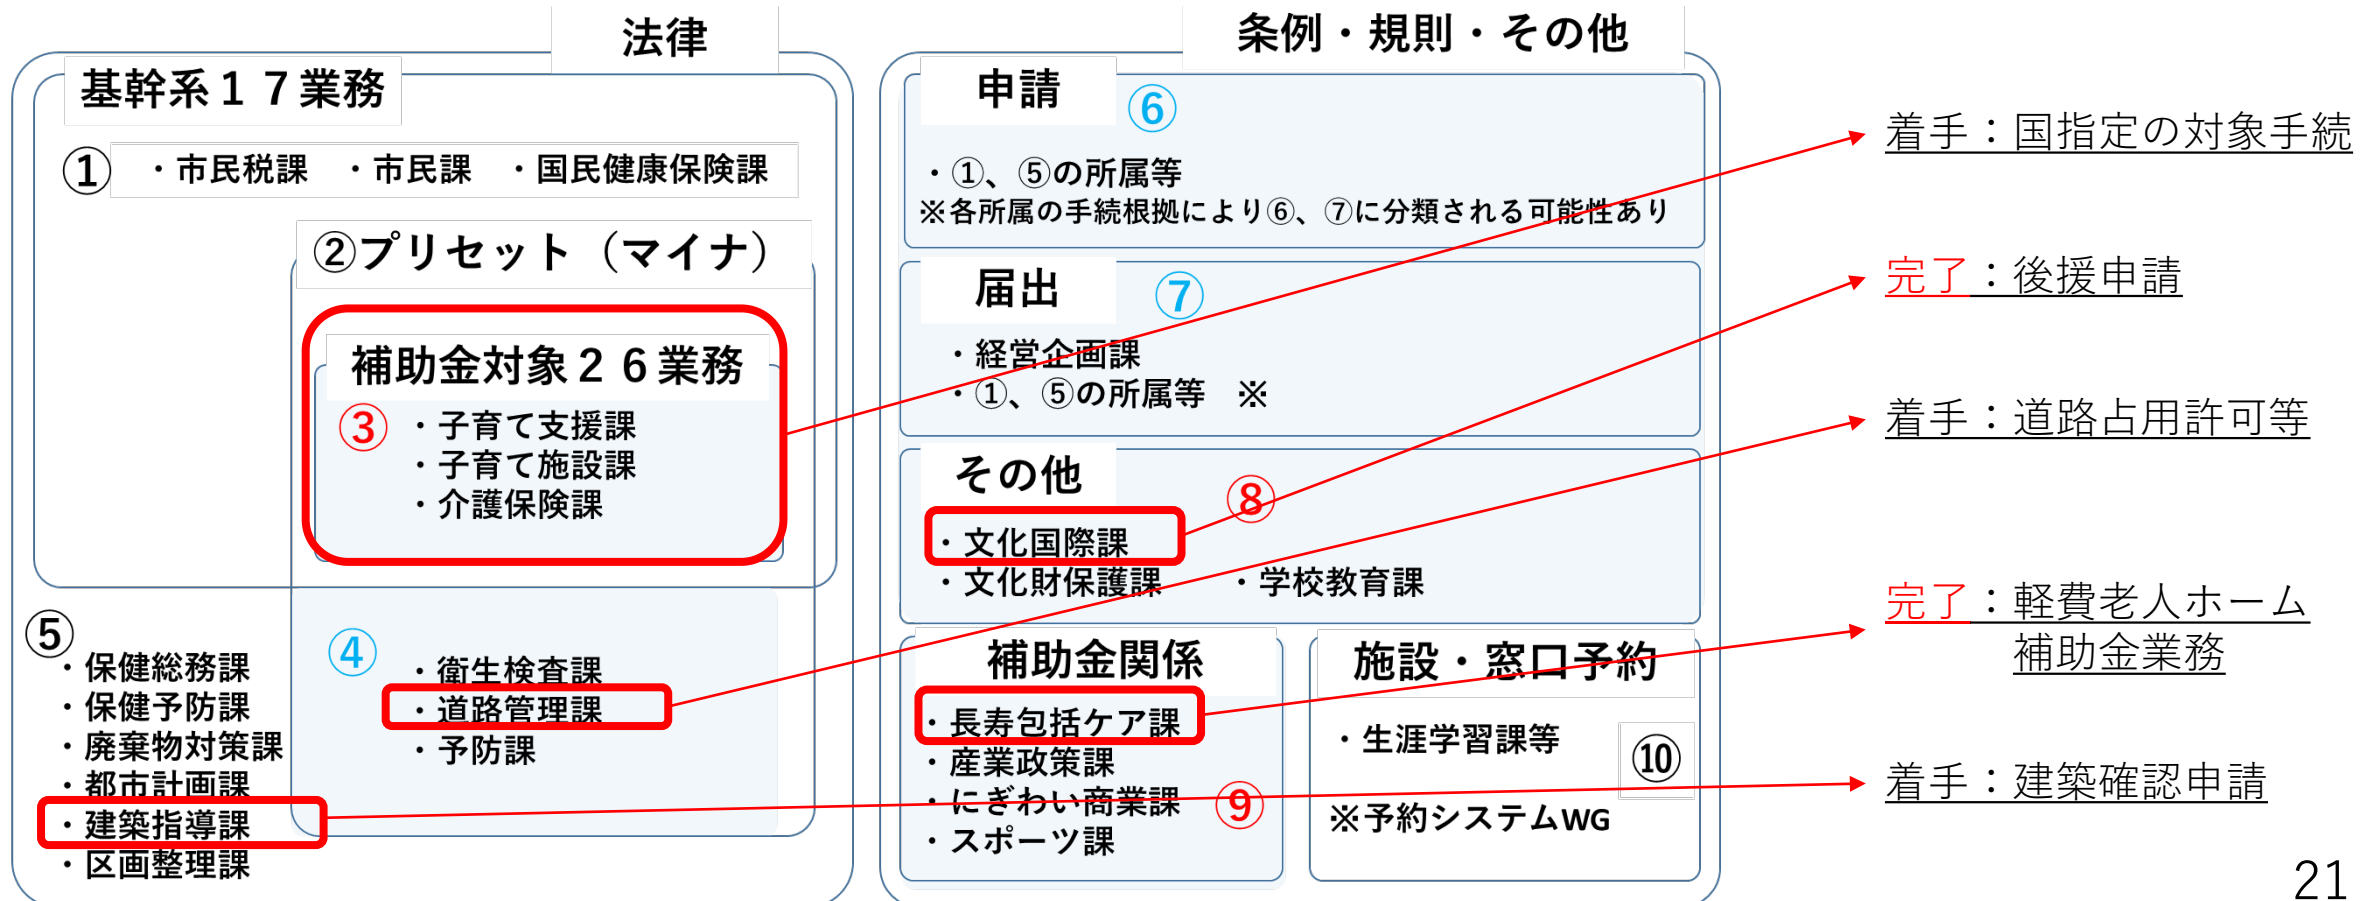 法律
基幹系１７業務
① ・市民税課 ・市民課 ・国民健康保険課
②プリセット（マイナ）
補助金対象２６業務
③
・子育て支援課
・子育て施設課
・介護保険課
④
・衛生検査課
・道路管理課
・予防課
⑤
・保健総務課
・保健予防課
・廃棄物対策課
・都市計画課
・建築指導課
・区画整理課
条例・規則・その他
申請
⑥
・①、⑤の所属等
※各所属の手続根拠により⑥、⑦に分類される可能性あり
届出
⑦
・経営企画課
・①、⑤の所属等 ※
その他
⑧
・文化国際課
・文化財保護課 ・学校教育課
補助金関係
・長寿包括ケア課
・産業政策課
・にぎわい商業課
・スポーツ課
⑨
施設・窓口予約
・生涯学習課等
⑩
※予約システムWG
着手：国指定の対象手続
完了：後援申請
着手：道路占用許可等
完了：軽費老人ホーム
補助金業務
着手：建築確認申請
21